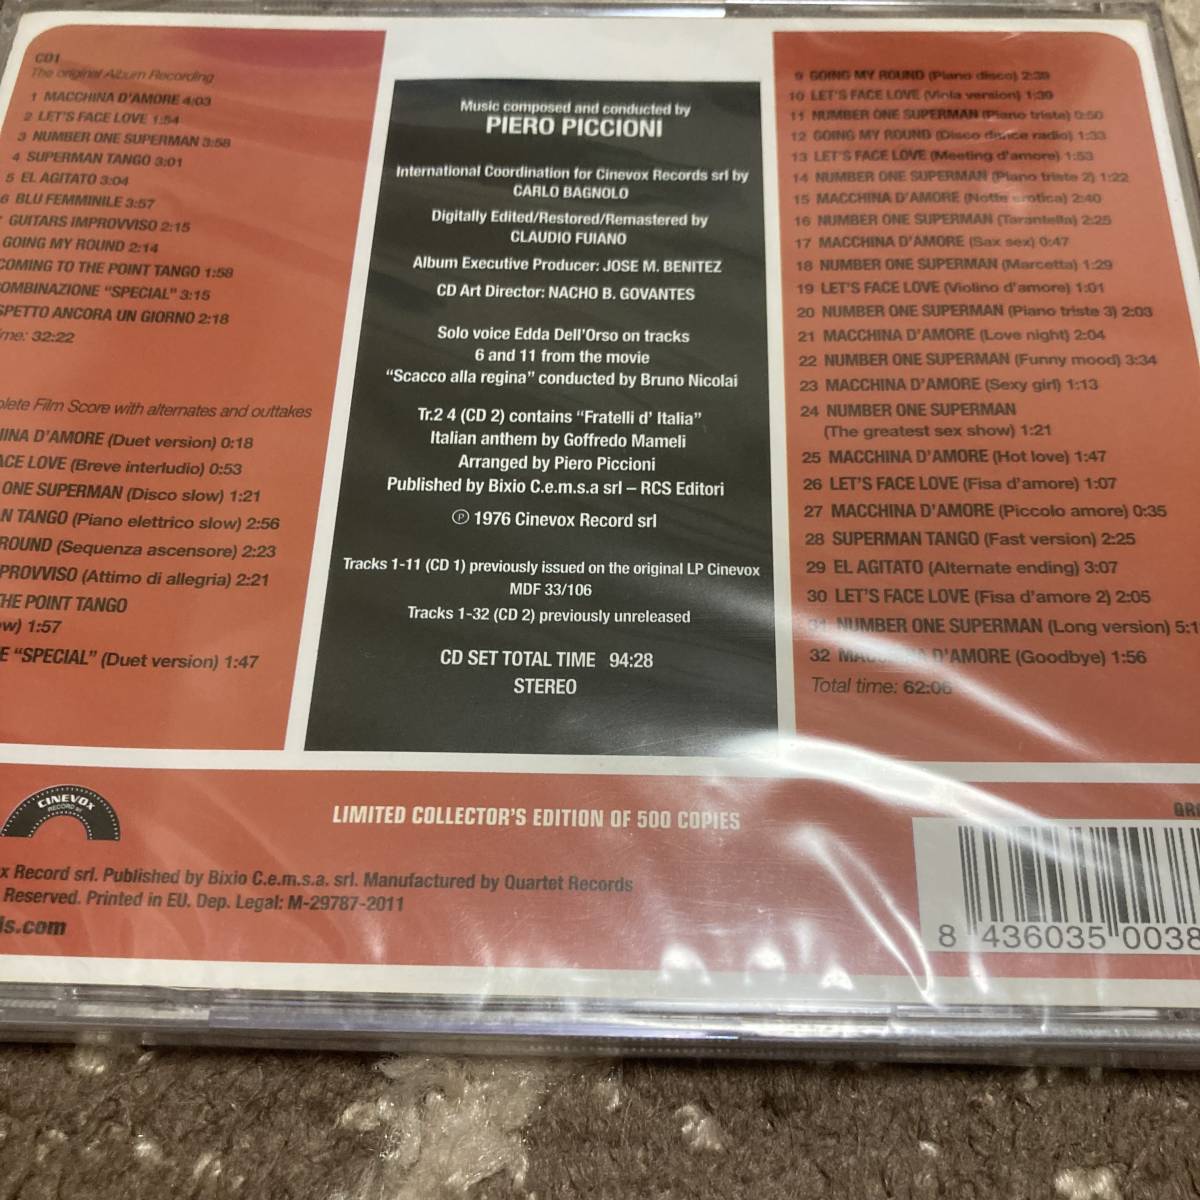 CD1
The original Album Recording
1 MACCHINA D'AMORE 4:03
2 LET'S FACE LOVE 1:54
3 NUMBER ONE SUPERMAN 3:58
4 SUPERMAN TANGO 3:01
5 EL AGITATO 3:04
6 BLU FEMMINILE 3:57
GUITARS IMPROVVISO 2:15
GOING MY ROUND 2:14
COMING TO THE POINT TANGO 1:58
OMBINAZIONE "SPECIAL" 3:15
SPETTO ANCORA UN GIORNO 2:18
me: 32:22
plete Film Score with alternates and outtakes
INA D'AMORE (Duet version) 0:18
ACE LOVE (Breve interludio) 0:53
ONE SUPERMAN (Disco slow) 1:21
N TANGO (Piano elettrico slow) 2:56
ROUND (Sequenza ascensore) 2:23
PROVVISO (Attimo di allegria) 2:21
THE POINT TANGO
w) 1:57
E "SPECIAL" (Duet version) 1:47
Music composed and conducted by
PIERO PICCIONI
International Coordination for Cinevox Records srl by
CARLO BAGNOLO
Digitally Edited/Restored/Remastered by
CLAUDIO FUIANO
Album Executive Producer: JOSE M. BENITEZ
CD Art Director: NACHO B. GOVANTES
Solo voice Edda Dell'Orso on tracks
6 and 11 from the movie
"Scacco alla regina" conducted by Bruno Nicolai
Tr.2 4 (CD 2) contains "Fratelli d' Italia"
Italian anthem by Goffredo Mameli
Arranged by Piero Piccioni
Published by Bixio C.e.m.s.a srl – RCS Editori
℗ 1976 Cinevox Record srl
Tracks 1-11 (CD 1) previously issued on the original LP Cinevox
MDF 33/106
Tracks 1-32 (CD 2) previously unreleased
CD SET TOTAL TIME 94:28
STEREO
9 GOING MY ROUND (Piano disco) 2:39
10 LET'S FACE LOVE (Viola version) 1:39
11 NUMBER ONE SUPERMAN (Piano triste) 0:50
12 GOING MY ROUND (Disco dance radio) 1:33
13 LET'S FACE LOVE (Meeting d'amore) 1:53
14 NUMBER ONE SUPERMAN (Piano triste 2) 1:22
15 MACCHINA D'AMORE (Notte erotica) 2:40
16 NUMBER ONE SUPERMAN (Tarantella) 2:25
17 MACCHINA D'AMORE (Sax sex) 0:47
18 NUMBER ONE SUPERMAN (Marcetta) 1:29
19 LET'S FACE LOVE (Violino d'amore) 1:01
20 NUMBER ONE SUPERMAN (Piano triste 3) 2:03
21 MACCHINA D'AMORE (Love night) 2:04
22 NUMBER ONE SUPERMAN (Funny mood) 3:34
23 MACCHINA D'AMORE (Sexy girl) 1:13
24 NUMBER ONE SUPERMAN
(The greatest sex show) 1:21
25 MACCHINA D'AMORE (Hot love) 1:47
26 LET'S FACE LOVE (Fisa d'amore) 1:07
27 MACCHINA D'AMORE (Piccolo amore) 0:35
28 SUPERMAN TANGO (Fast version) 2:25
29 EL AGITATO (Alternate ending) 3:07
30 LET'S FACE LOVE (Fisa d'amore 2) 2:05
31 NUMBER ONE SUPERMAN (Long version) 5:1
32 MACCHINA D'AMORE (Goodbye) 1:56
Total time: 62:06
CINEVOX
RECORD srl
LIMITED COLLECTOR'S EDITION OF 500 COPIES
x Record srl. Published by Bixio C.e.m.s.a. srl. Manufactured by Quartet Records
Reserved. Printed in EU. Dep. Legal: M-29787-2011
ds.com
QR
8 436035 0038